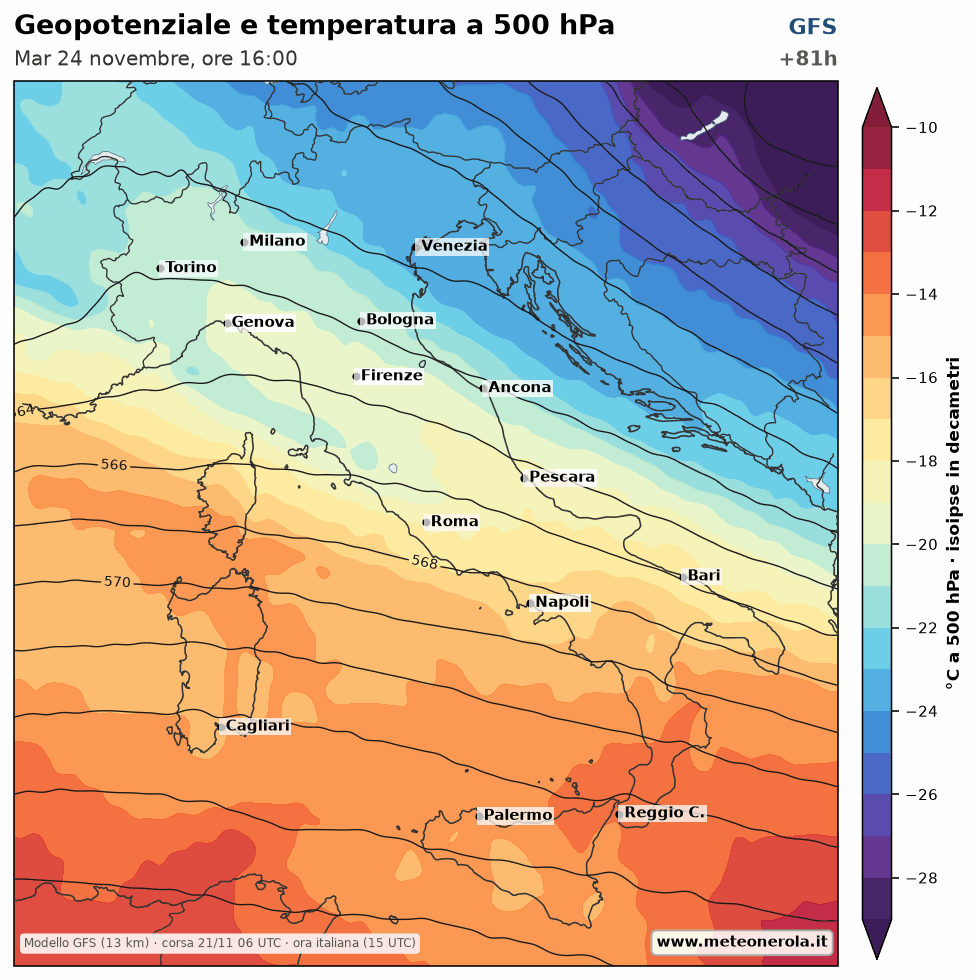 Geopotenziale e temperatura a 500 hPa
GFS
Mar 24 novembre, ore 16:00
+81h
Milano
Venezia
Torino
Genova
Bologna
Firenze
Ancona
64
566
Pescara
Roma
568
570
Bari
Napoli
Cagliari
Palermo
Reggio C.
Modello GFS (13 km) · corsa 21/11 06 UTC · ora italiana (15 UTC)
www.meteonerola.it
−10
−12
−14
−16
−18
−20
−22
−24
−26
−28
°C a 500 hPa · isoipse in decametri